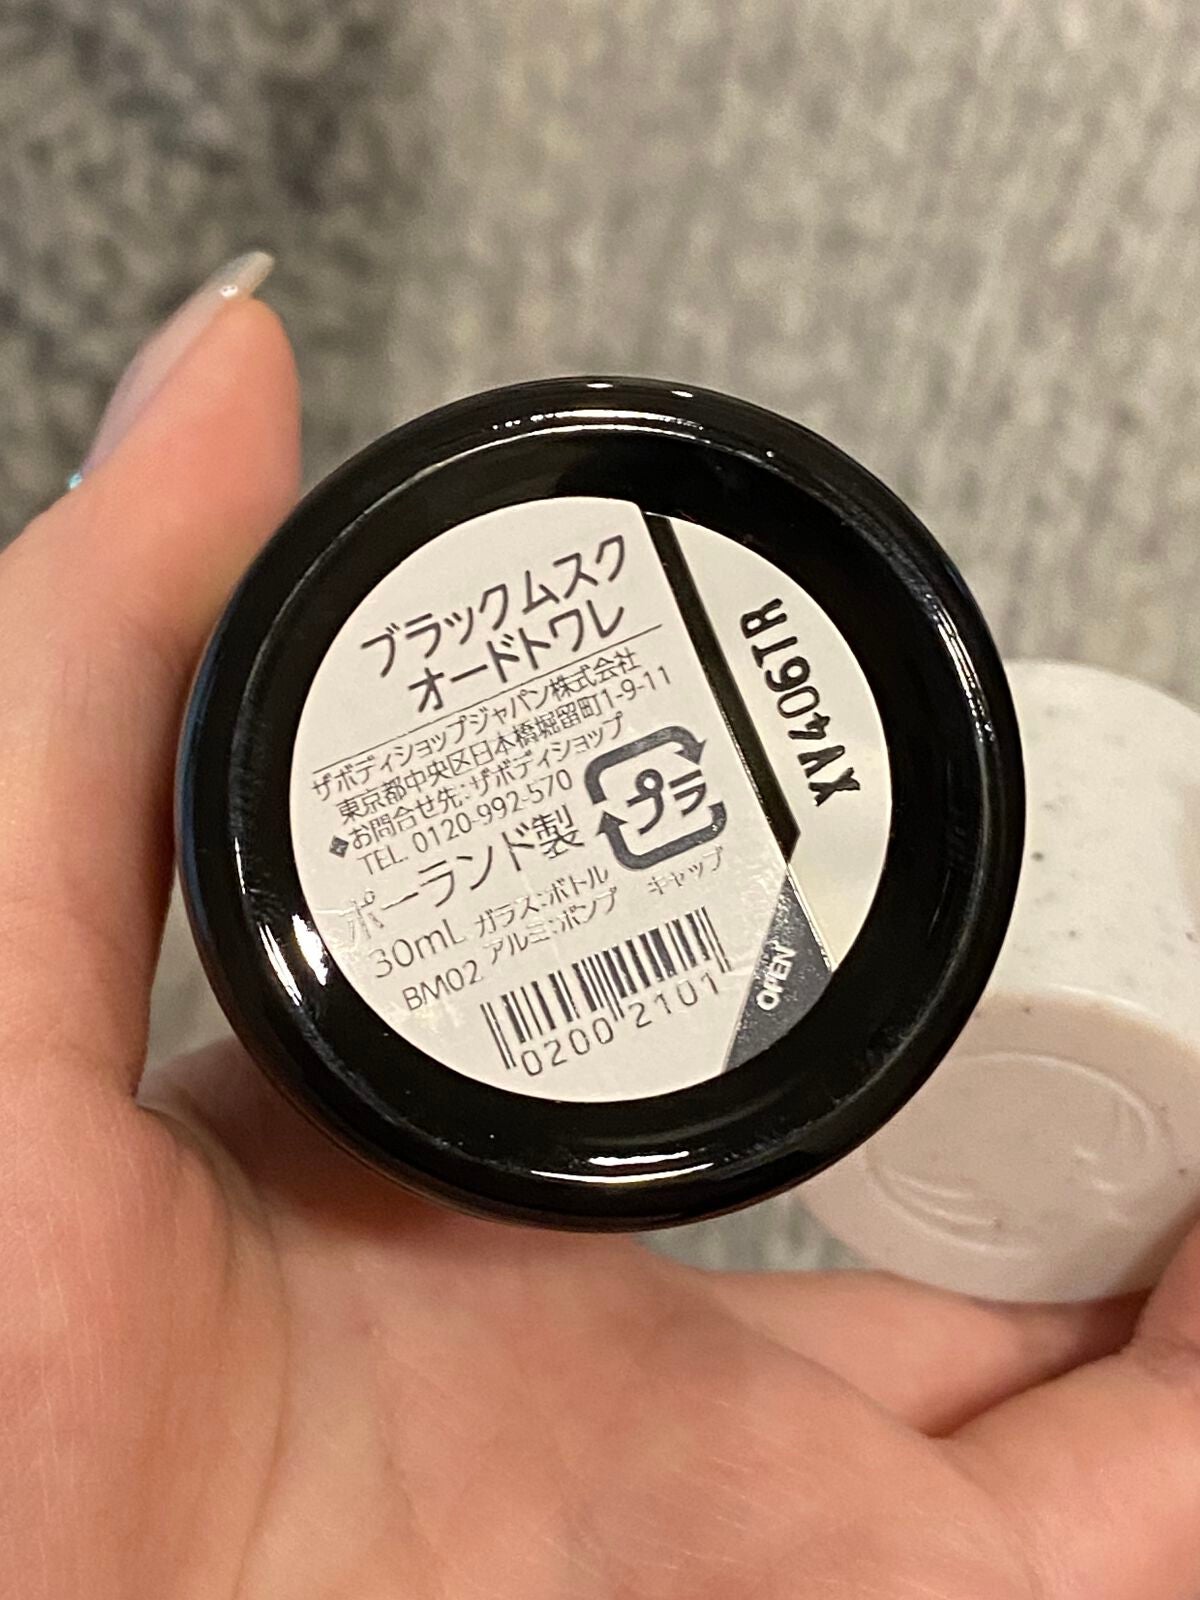 ブラックムスク
オードトワレ
ザボディショップジャパン株式会社
東京都中央区日本橋堀留町1-9-11
◆お問合せ先:ザボディショップ
TEL. 0120-992-570
ポーランド製
プラ
30mL ガラス:ボトル
BM02 アルミ:ポンプ キャップ
0200 2101
OPEN
XV406TR